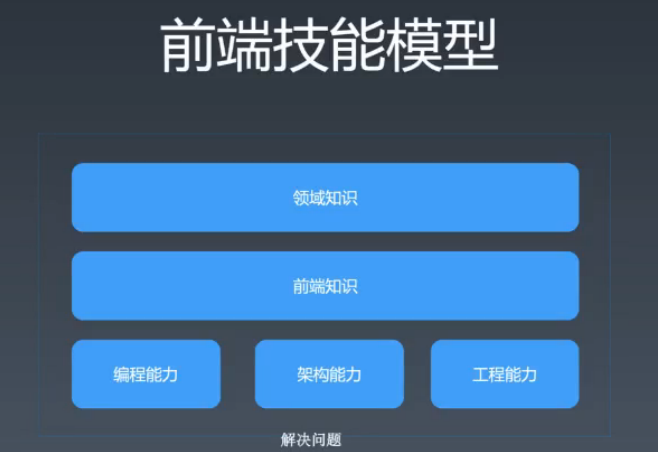 前端技能模型
领域知识
前端知识
编程能力
架构能力
工程能力
解决问题